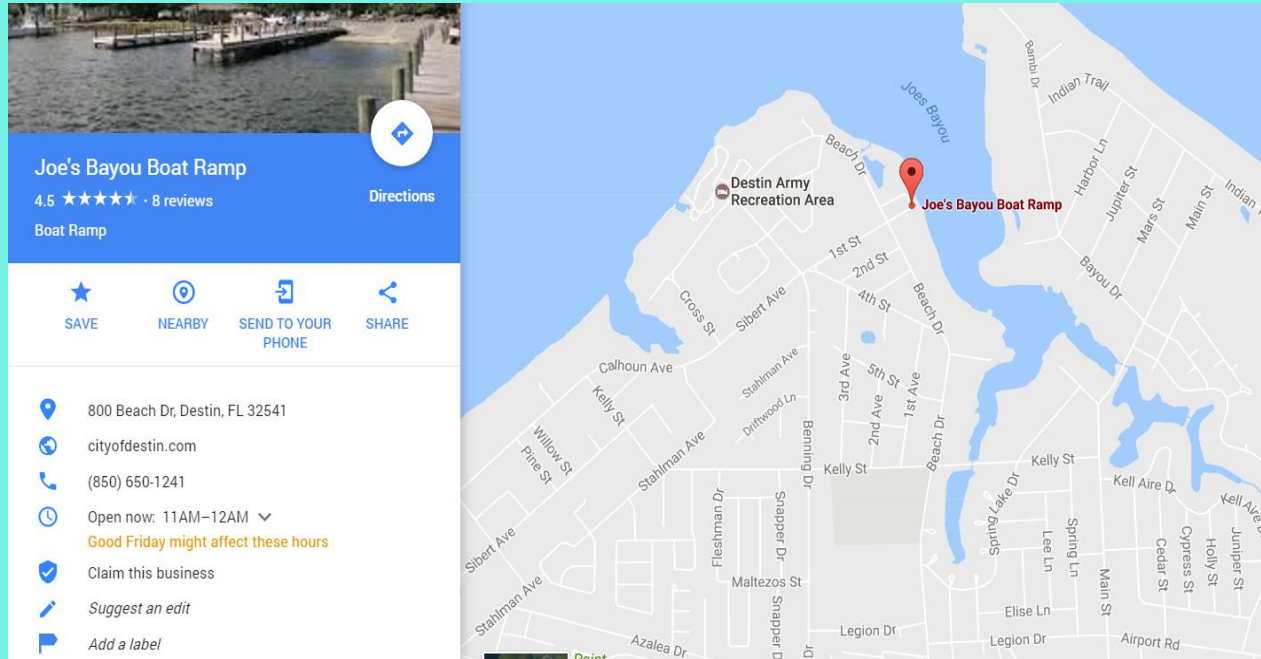 Joe's Bayou Boat Ramp
4.5 ★★★★★ · 8 reviews
Boat Ramp
Directions
SAVE
NEARBY
SEND TO YOUR
PHONE
SHARE
800 Beach Dr, Destin, FL 32541
cityofdestin.com
(850) 650-1241
Open now: 11AM–12AM
Good Friday might affect these hours
Claim this business
Suggest an edit
Add a label
Bambi Dr
Indian Trail
Joes Bayou
Beach Dr
Harbor Ln
Jupiter St
Mars St
Main St
Indian
Destin Army
Recreation Area
Joe's Bayou Boat Ramp
1st St
2nd St
4th St
Beach Dr
Bayou Dr
Cross St
Sibert Ave
Calhoun Ave
Stahlman Ave
3rd Ave
5th St
1st Ave
2nd Ave
Kelly St
Driftwood Ln
Benning Dr
Beach Dr
Willow St
Pine St
Stahlman Ave
Kelly St
Kelly St
Kell Aire D
Kell Aire
Spring Lake Dr
Fleshman Dr
Snapper Dr
Lee Ln
Spring Ln
Main St
Cedar St
Cypress St
Holly St
Juniper St
Sibert Ave
Maltezos St
Stahlman Ave
Snapper D
Elise Ln
Legion Dr
Legion Dr
Airport Rd
Azalea Dr
Dr
Point